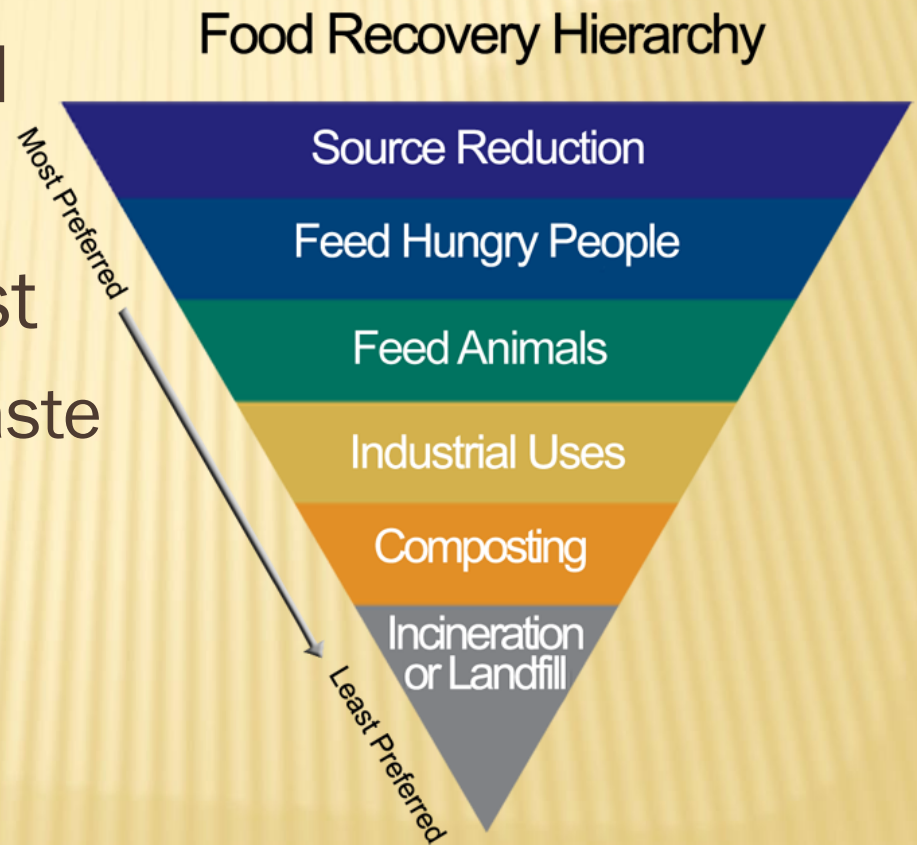 Food Recovery Hierarchy
Most Preferred
Source Reduction
Feed Hungry People
Feed Animals
Industrial Uses
Composting
Incineration
or Landfill
Least Preferred